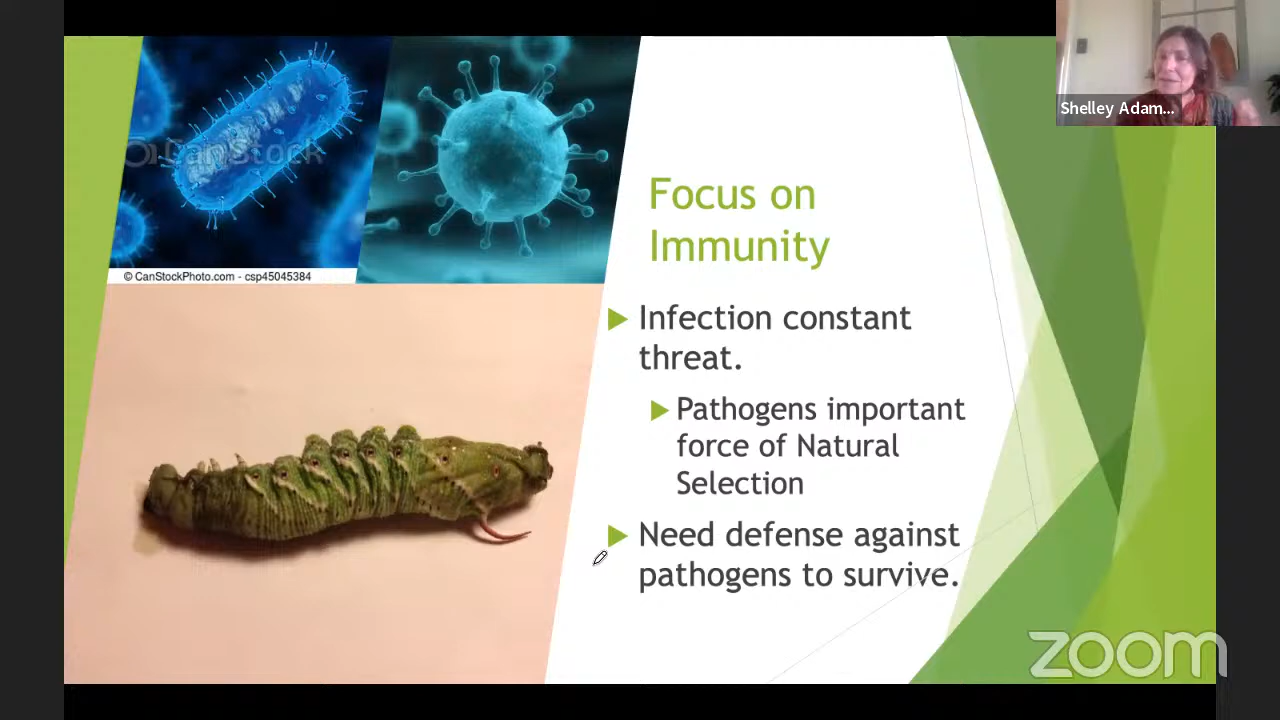 CanStock
© CanStockPhoto.com - csp45045384
Shelley Adam...
Focus on
Immunity
Infection constant
threat.
Pathogens important
force of Natural
Selection
Need defense against
pathogens to survive.
zoom